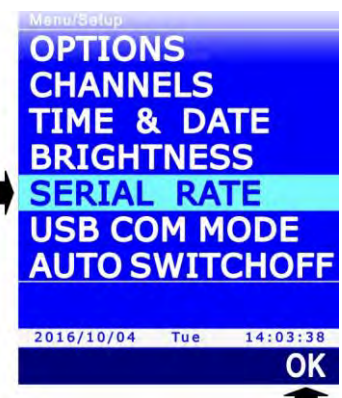 Menu/Setup
OPTIONS
CHANNELS
TIME & DATE
BRIGHTNESS
SERIAL RATE
USB COM MODE
AUTO SWITCHOFF
2016/10/04 Tue 14:03:38
OK